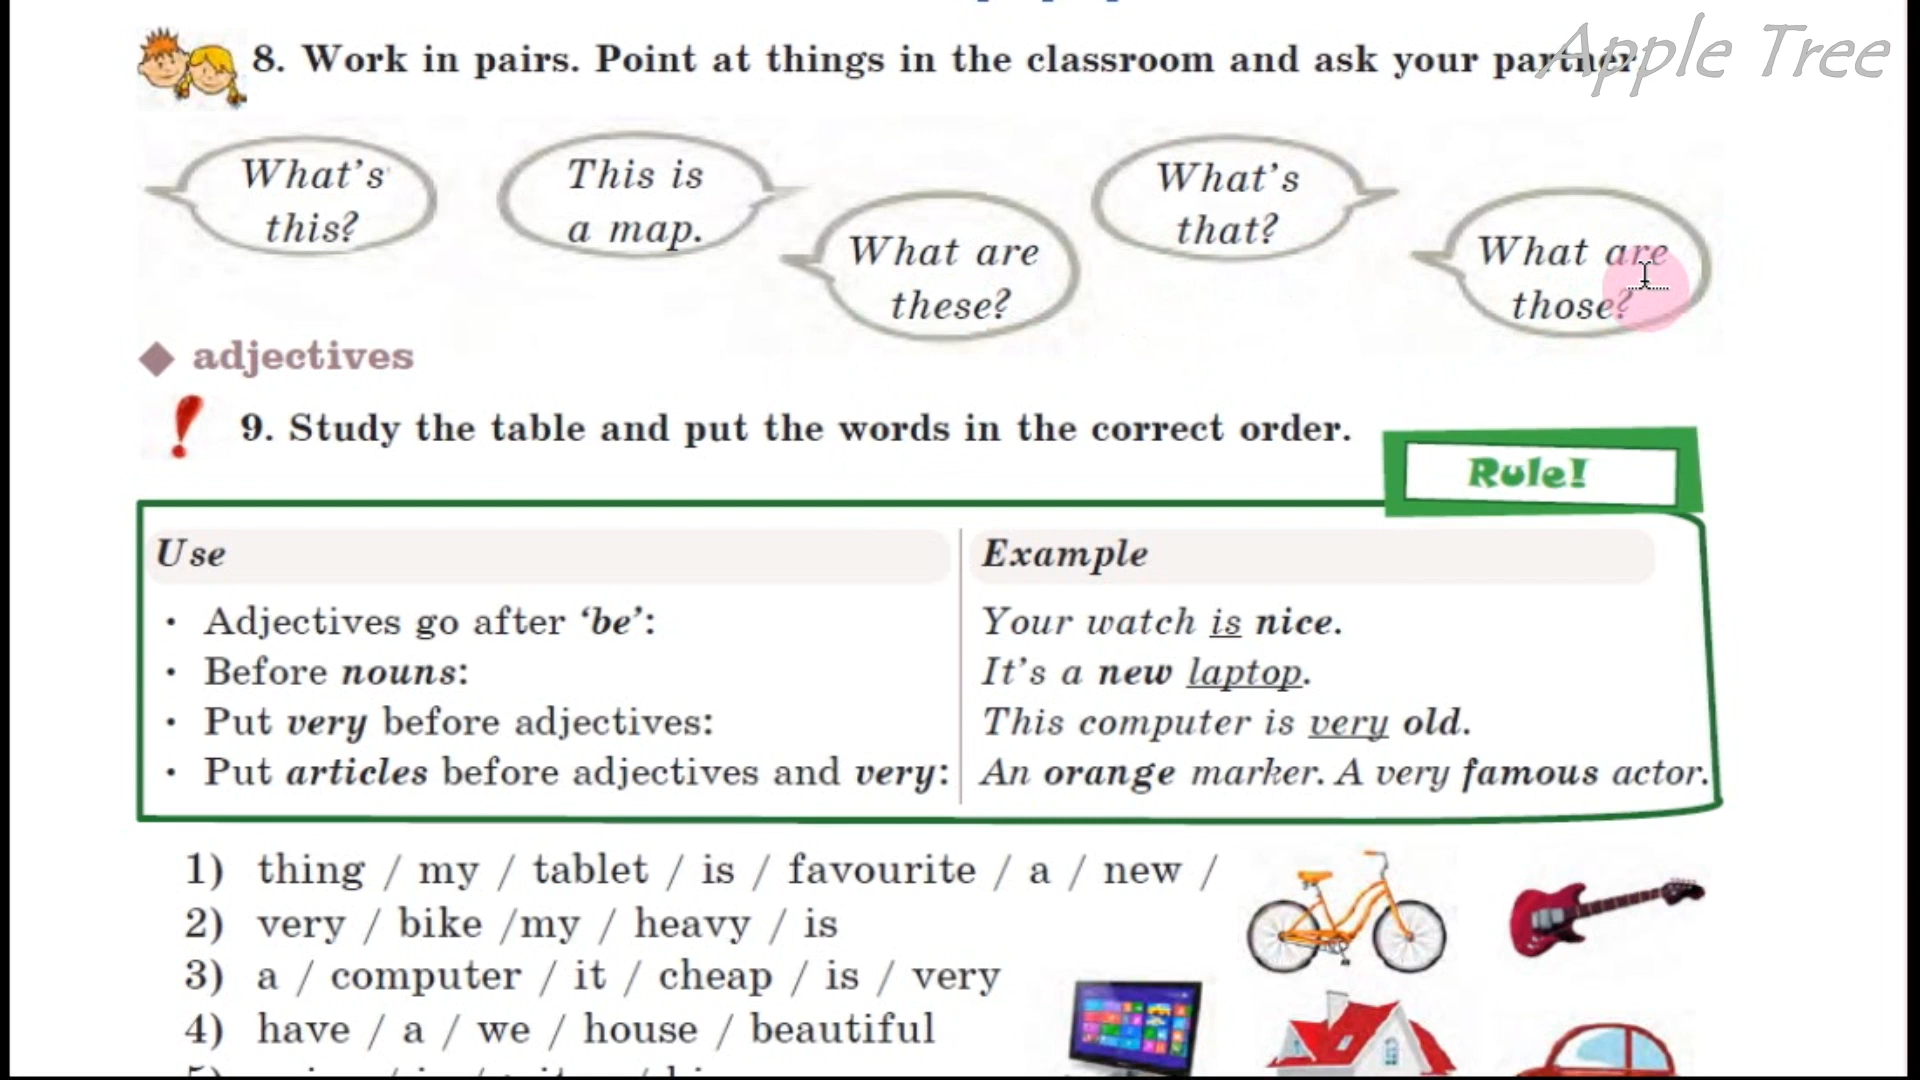 Apple Tree
8. Work in pairs. Point at things in the classroom and ask your partner
What's
this?
This is
a map.
What are
these?
What's
that?
What are
those?
adjectives
9. Study the table and put the words in the correct order.
Rule!
Use
Example
• Adjectives go after ‘be’:
Your watch is nice.
• Before nouns:
It's a new laptop.
• Put very before adjectives:
This computer is very old.
• Put articles before adjectives and very:
An orange marker. A very famous actor.
1) thing / my / tablet / is / favourite / a / new /
2) very / bike /my / heavy / is
3) a / computer / it / cheap / is / very
4) have / a / we / house / beautiful